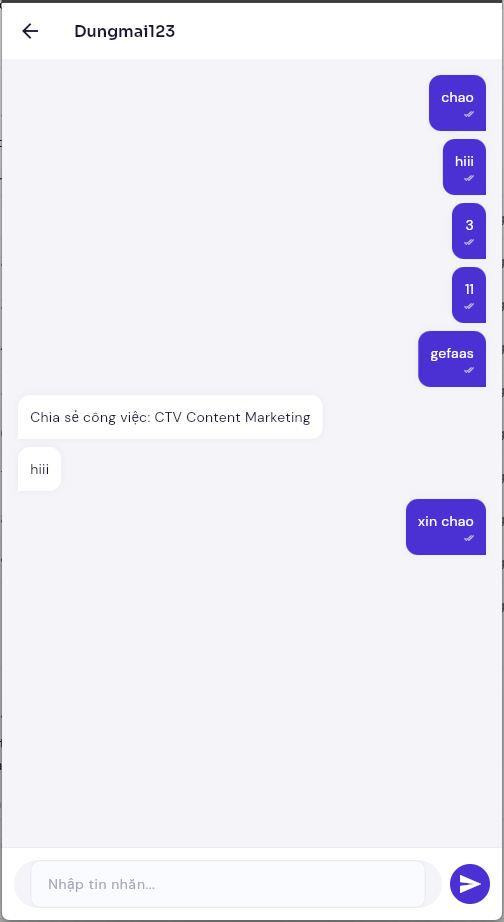 Dungmai123
chao
hiii
3
11
gefaas
Chia sẻ công việc: CTV Content Marketing
hiii
xin chao
Nhập tin nhắn...